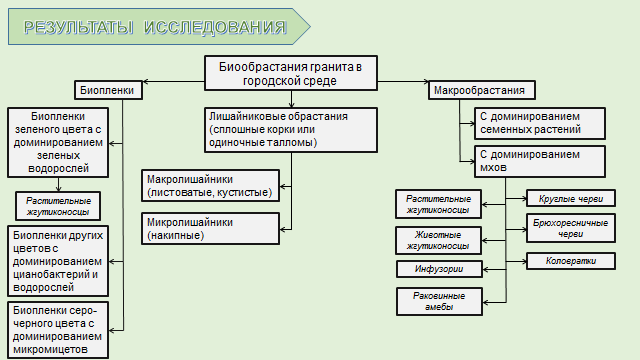 РЕЗУЛЬТАТЫ ИССЛЕДОВАНИЯ
Биообрастания гранита в
городской среде
Биопленки
Макрообрастания
Биопленки
зеленого цвета с
доминированием
зеленых
водорослей
Растительные
жгутиконосцы
Биопленки других
цветов с
доминированием
цианобактерий и
водорослей
Биопленки серо-
черного цвета с
доминированием
микромицетов
Лишайниковые обрастания
(сплошные корки или
одиночные талломы)
Макролишайники
(листоватые, кустистые)
Микролишайники
(накипные)
С доминированием
семенных растений
С доминированием
мхов
Растительные
жгутиконосцы
Животные
жгутиконосцы
Инфузории
Раковинные
амебы
Круглые черви
Брюхоресничные
черви
Коловратки